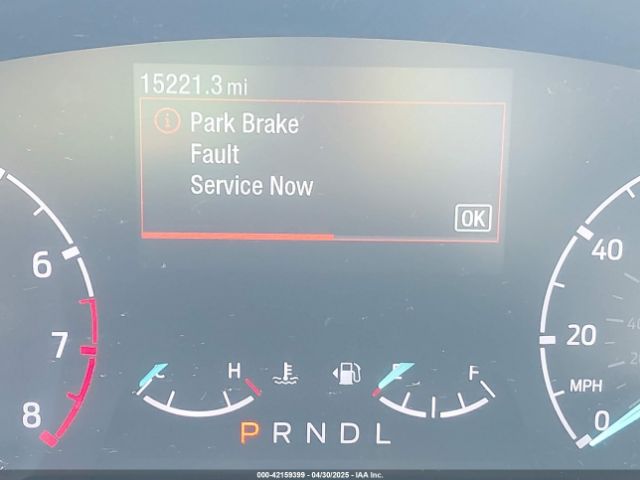 15221.3 mi
Park Brake
Fault
Service Now
OK
6
7
8
40
20
MPH
0
H
F
PRNDL
000-42159399 - 04/30/2025 - IAA Inc.